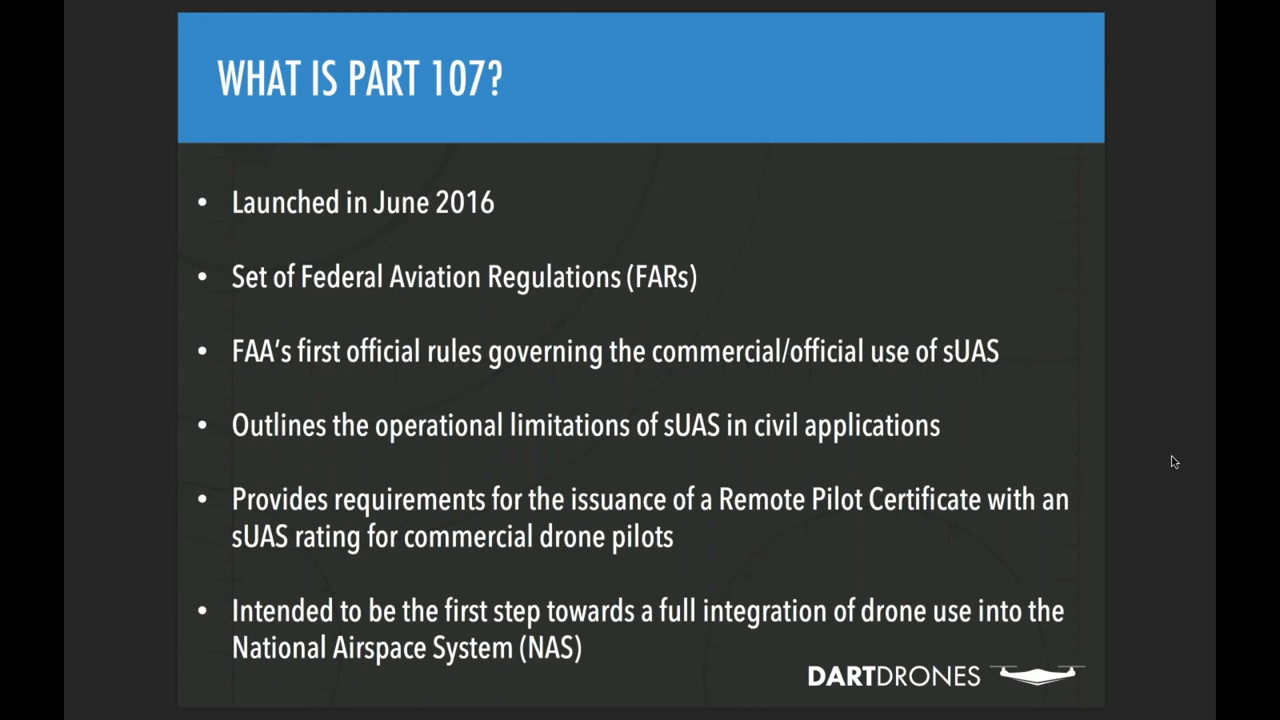 WHAT IS PART 107?
• Launched in June 2016
• Set of Federal Aviation Regulations (FARs)
• FAA's first official rules governing the commercial/official use of sUAS
• Outlines the operational limitations of sUAS in civil applications
• Provides requirements for the issuance of a Remote Pilot Certificate with an
sUAS rating for commercial drone pilots
• Intended to be the first step towards a full integration of drone use into the
National Airspace System (NAS)
DARTDRONES